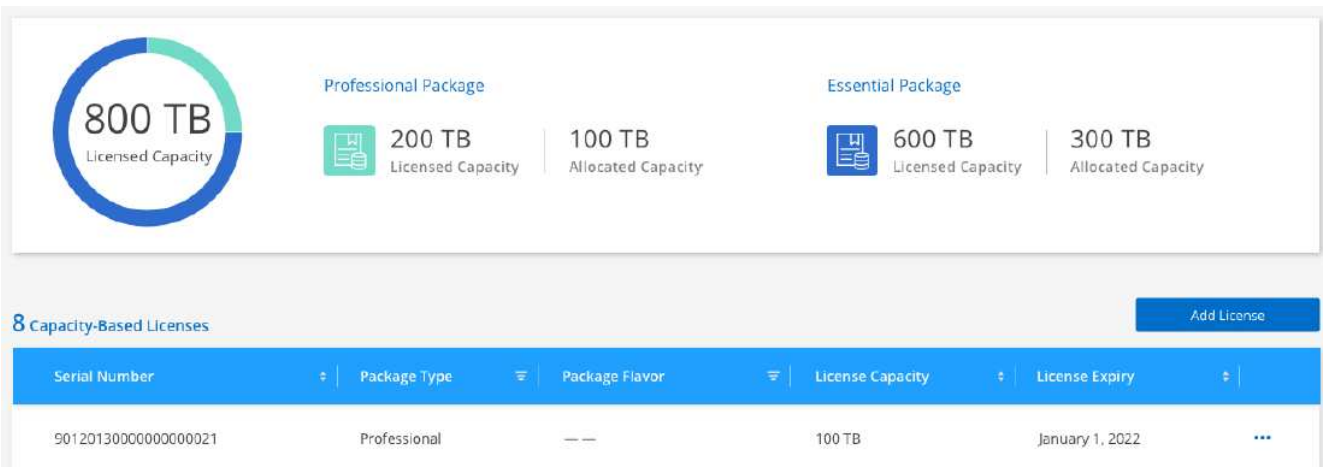 800 TB
Licensed Capacity
Professional Package
200 TB
Licensed Capacity
100 TB
Allocated Capacity
Essential Package
600 TB
Licensed Capacity
300 TB
Allocated Capacity
8 Capacity-Based Licenses
Add License
Serial Number Package Type Package Flavor License Capacity License Expiry
90120130000000000021 Professional — — 100 TB January 1, 2022 •••